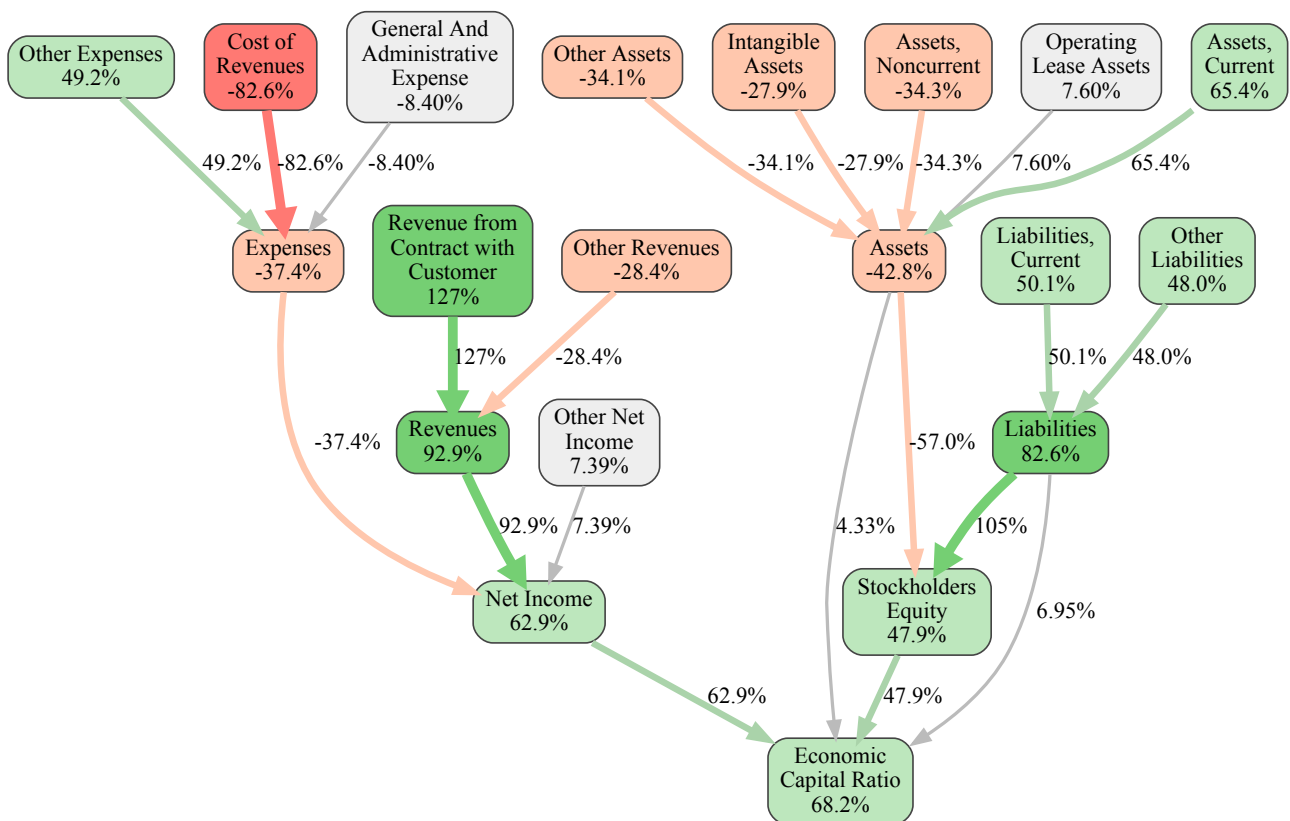 Other Expenses
49.2%
Cost of
Revenues
-82.6%
General And
Administrative
Expense
-8.40%
Other Assets
-34.1%
Intangible
Assets
-27.9%
Assets,
Noncurrent
-34.3%
Operating
Lease Assets
7.60%
Assets,
Current
65.4%
49.2%
-82.6%
-8.40%
-34.1%
-27.9%
-34.3%
7.60%
65.4%
Expenses
-37.4%
Revenue from
Contract with
Customer
127%
Other Revenues
-28.4%
Assets
-42.8%
Liabilities,
Current
50.1%
Other
Liabilities
48.0%
127%
-28.4%
50.1%
48.0%
-37.4%
Revenues
92.9%
Other Net
Income
7.39%
-57.0%
Liabilities
82.6%
92.9%
7.39%
4.33%
105%
Net Income
62.9%
Stockholders
Equity
47.9%
6.95%
62.9%
47.9%
Economic
Capital Ratio
68.2%